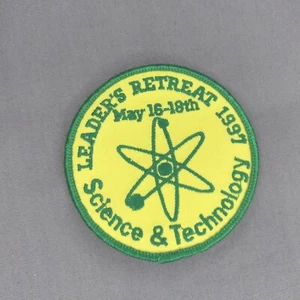 LEADER'S RETREAT 1997
May 16-18th
Science & Technology